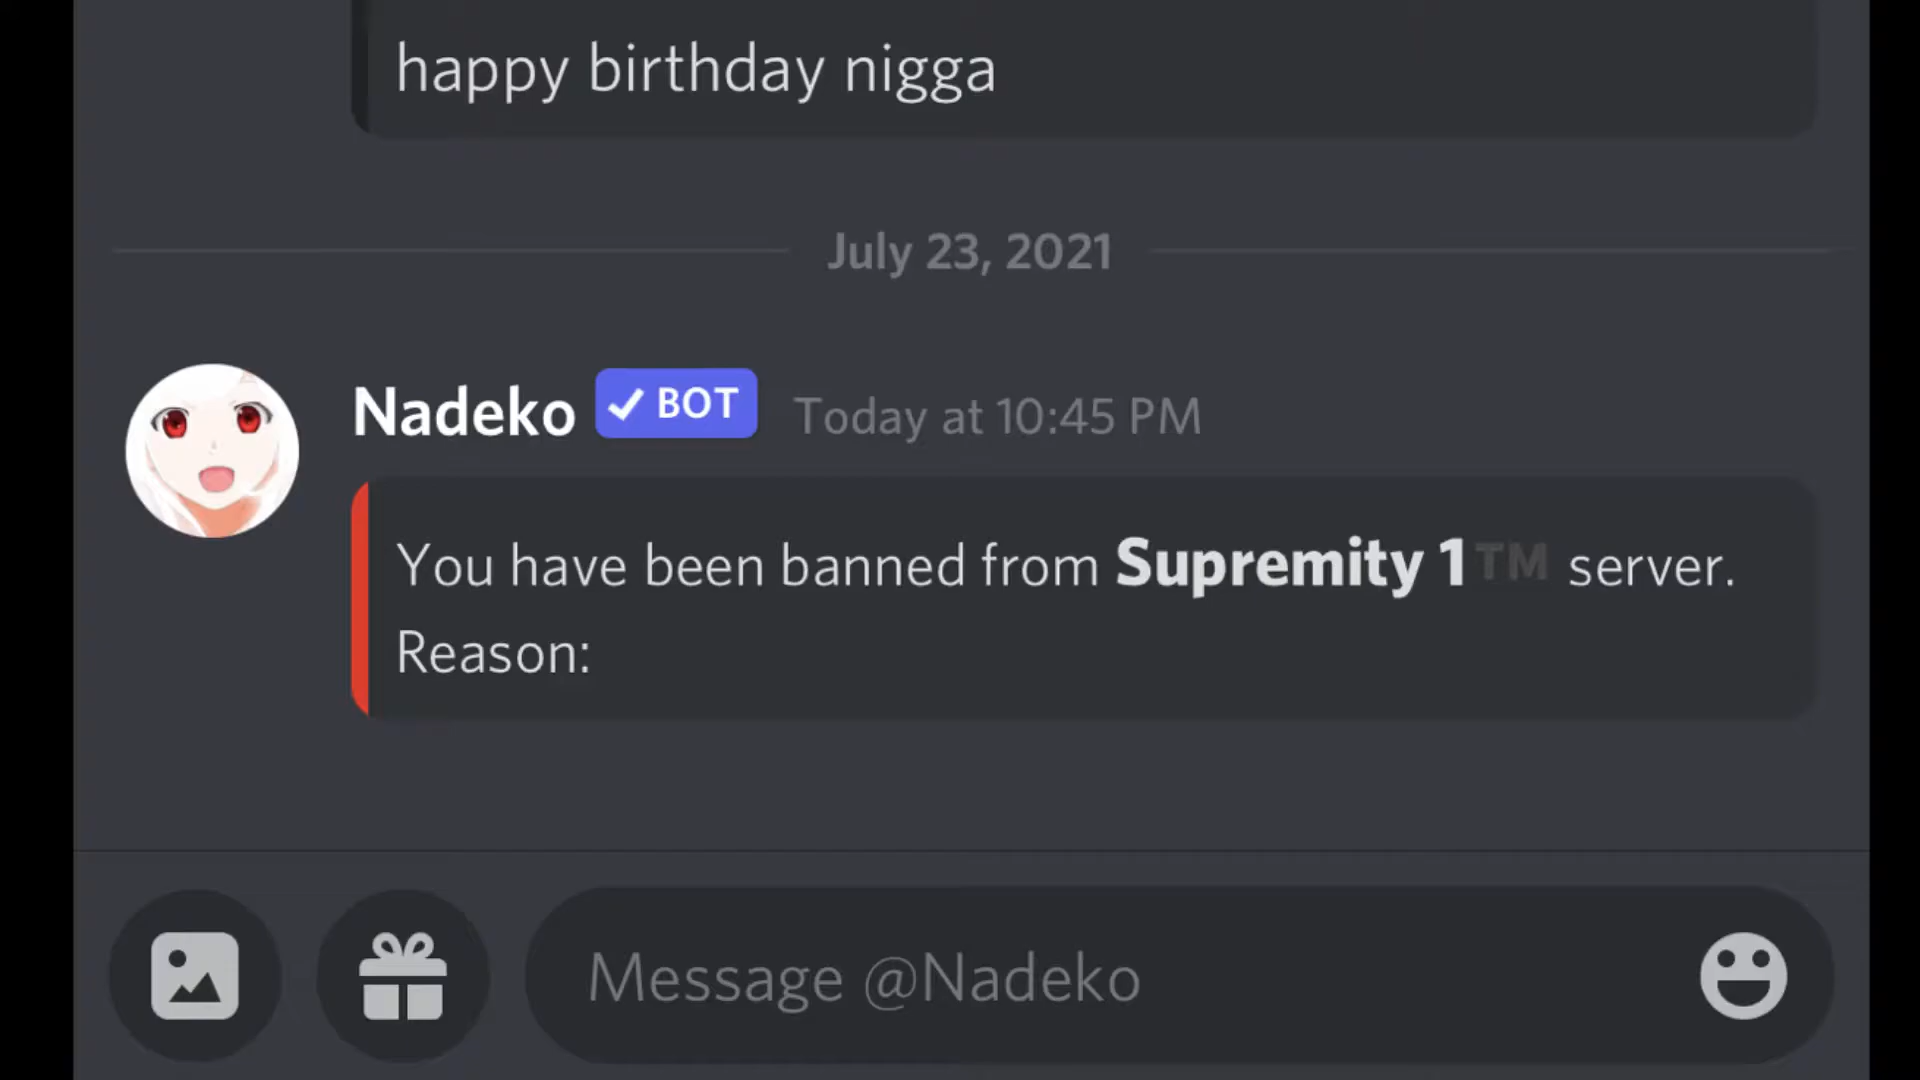 happy birthday nigga
July 23, 2021
Nadeko BOT Today at 10:45 PM
You have been banned from Supremity 1™ server.
Reason:
Message @Nadeko